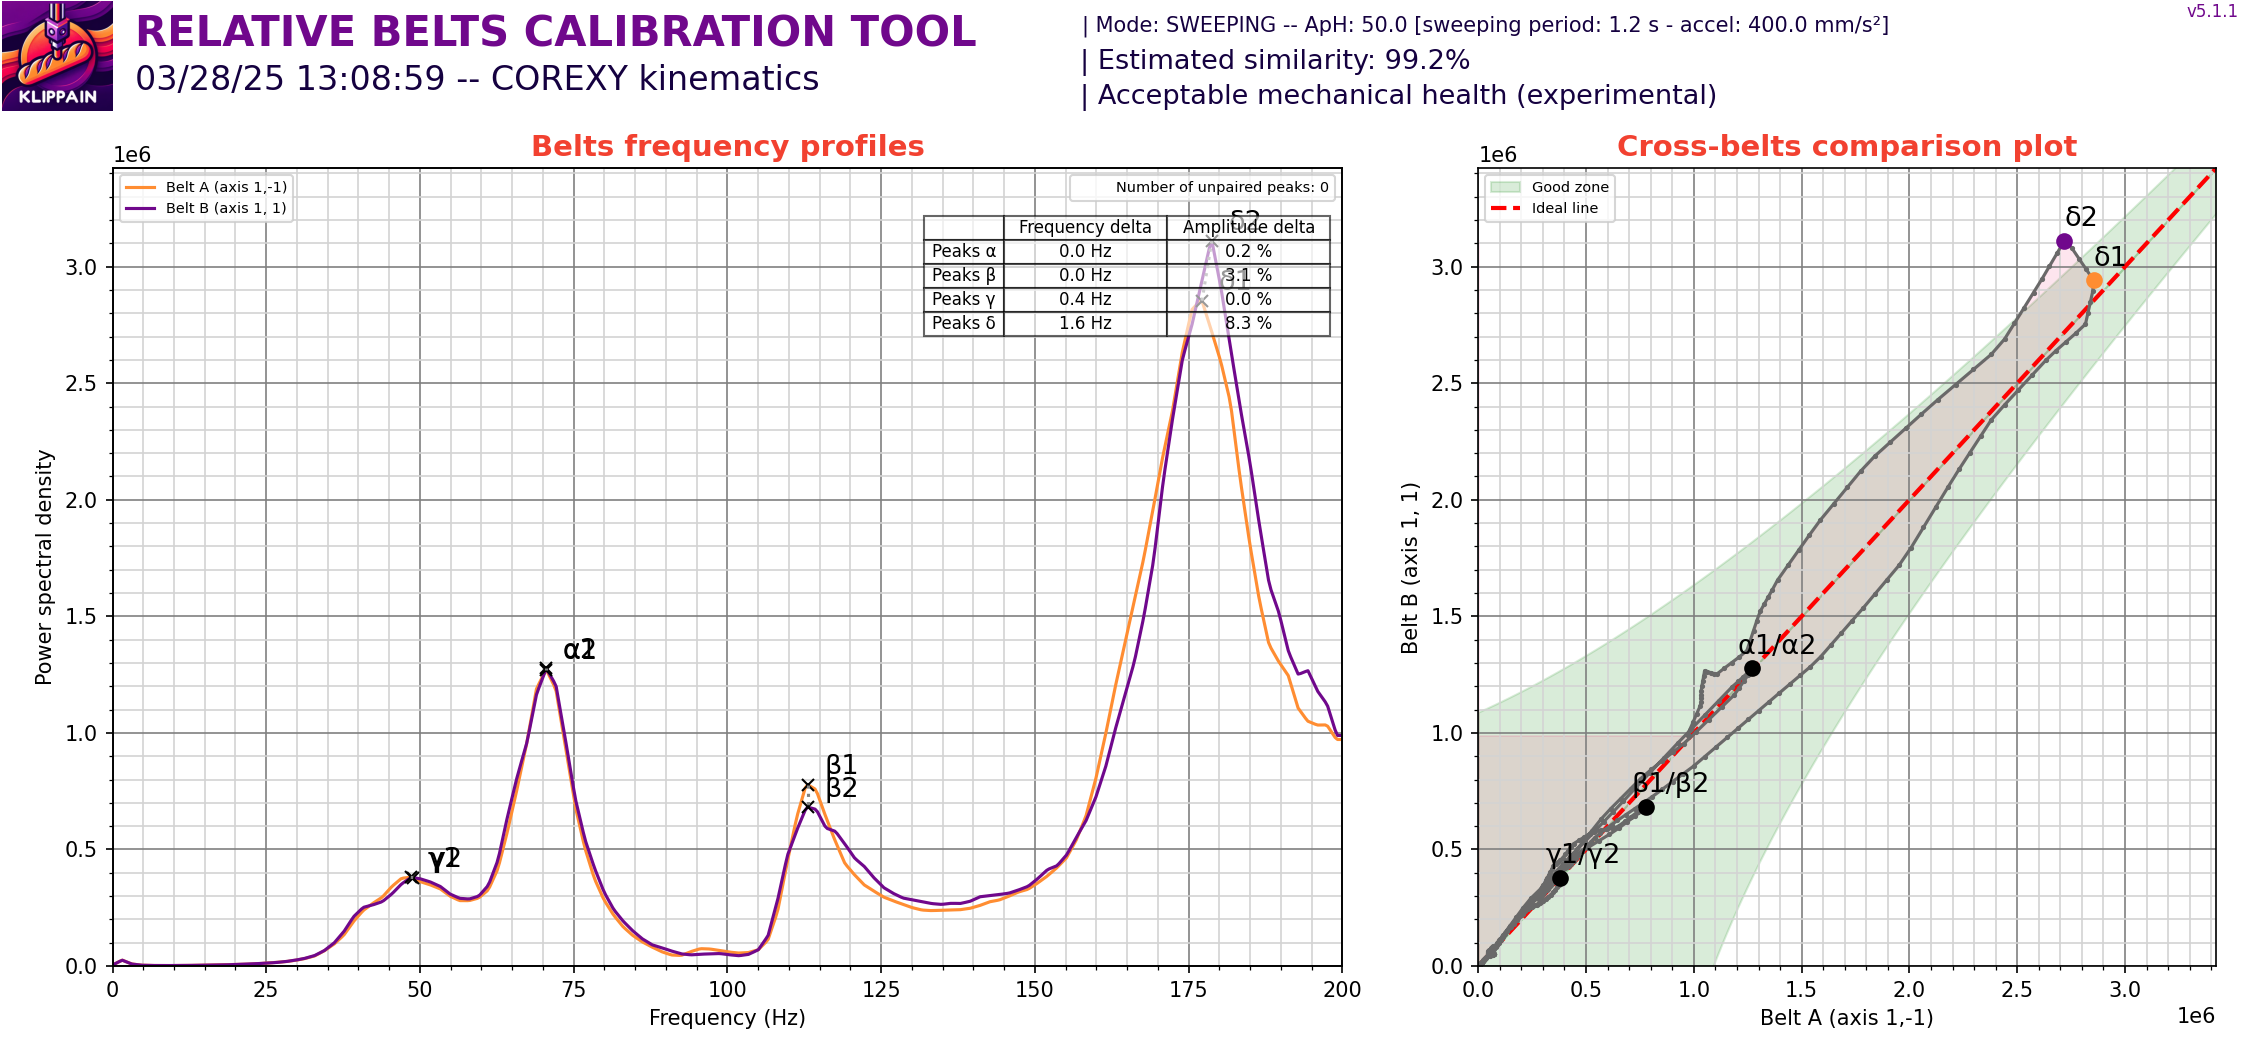 KLIPPAIN
RELATIVE BELTS CALIBRATION TOOL
03/28/25 13:08:59 -- COREXY kinematics
| Mode: SWEEPING -- ApH: 50.0 [sweeping period: 1.2 s - accel: 400.0 mm/s²]
| Estimated similarity: 99.2%
| Acceptable mechanical health (experimental)
v5.1.1
Belts frequency profiles
1e6
Belt A (axis 1,-1)
Belt B (axis 1, 1)
Number of unpaired peaks: 0
Frequency delta Amplitude delta
Peaks α 0.0 Hz 0.2 %
Peaks β 0.0 Hz 3.1 %
Peaks γ 0.4 Hz 0.0 %
Peaks δ 1.6 Hz 8.3 %
δ2
δ1
α1
α2
β1
β2
γ1
γ2
3.0
2.5
2.0
1.5
1.0
0.5
0.0
Power spectral density
0 25 50 75 100 125 150 175 200
Frequency (Hz)
Cross-belts comparison plot
1e6
Good zone
Ideal line
δ2
δ1
α1/α2
β1/β2
γ1/γ2
3.0
2.5
2.0
1.5
1.0
0.5
0.0
Belt B (axis 1, 1)
0.0 0.5 1.0 1.5 2.0 2.5 3.0
Belt A (axis 1,-1)
1e6